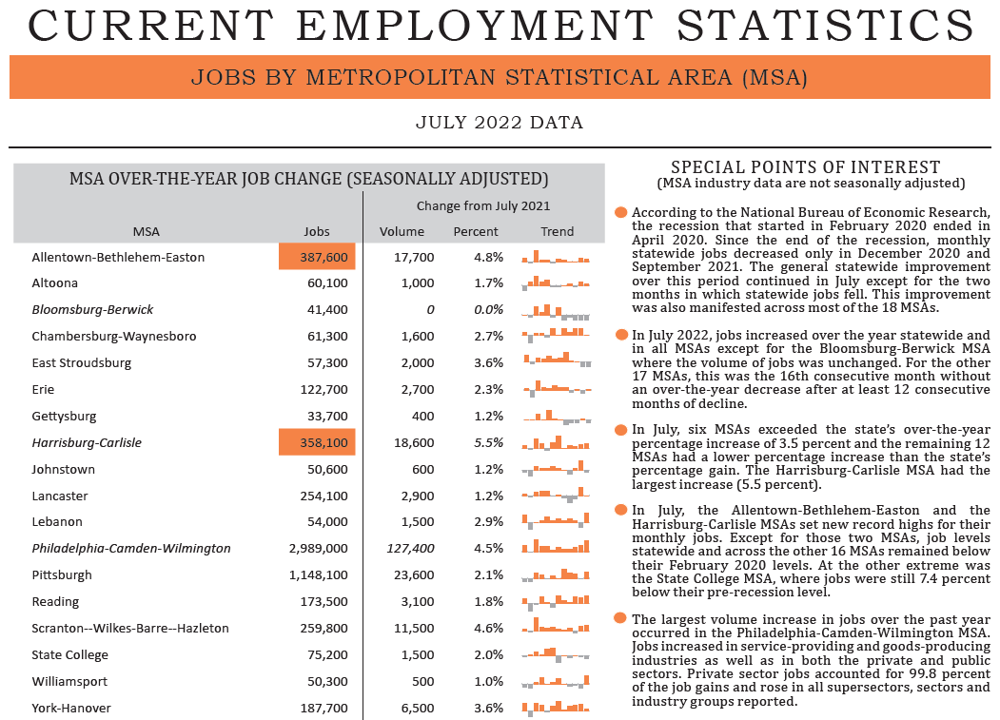 CURRENT EMPLOYMENT STATISTICS
JOBS BY METROPOLITAN STATISTICAL AREA (MSA)
JULY 2022 DATA
MSA OVER-THE-YEAR JOB CHANGE (SEASONALLY ADJUSTED)
Change from July 2021
MSA Jobs Volume Percent Trend
Allentown-Bethlehem-Easton 387,600 17,700 4.8%
Altoona 60,100 1,000 1.7%
Bloomsburg-Berwick 41,400 0 0.0%
Chambersburg-Waynesboro 61,300 1,600 2.7%
East Stroudsburg 57,300 2,000 3.6%
Erie 122,700 2,700 2.3%
Gettysburg 33,700 400 1.2%
Harrisburg-Carlisle 358,100 18,600 5.5%
Johnstown 50,600 600 1.2%
Lancaster 254,100 2,900 1.2%
Lebanon 54,000 1,500 2.9%
Philadelphia-Camden-Wilmington 2,989,000 127,400 4.5%
Pittsburgh 1,148,100 23,600 2.1%
Reading 173,500 3,100 1.8%
Scranton--Wilkes-Barre--Hazleton 259,800 11,500 4.6%
State College 75,200 1,500 2.0%
Williamsport 50,300 500 1.0%
York-Hanover 187,700 6,500 3.6%
SPECIAL POINTS OF INTEREST
(MSA industry data are not seasonally adjusted)
According to the National Bureau of Economic Research,
the recession that started in February 2020 ended in
April 2020. Since the end of the recession, monthly
statewide jobs decreased only in December 2020 and
September 2021. The general statewide improvement
over this period continued in July except for the two
months in which statewide jobs fell. This improvement
was also manifested across most of the 18 MSAs.
In July 2022, jobs increased over the year statewide and
in all MSAs except for the Bloomsburg-Berwick MSA
where the volume of jobs was unchanged. For the other
17 MSAs, this was the 16th consecutive month without
an over-the-year decrease after at least 12 consecutive
months of decline.
In July, six MSAs exceeded the state's over-the-year
percentage increase of 3.5 percent and the remaining 12
MSAs had a lower percentage increase than the state's
percentage gain. The Harrisburg-Carlisle MSA had the
largest increase (5.5 percent).
In July, the Allentown-Bethlehem-Easton and the
Harrisburg-Carlisle MSAs set new record highs for their
monthly jobs. Except for those two MSAs, job levels
statewide and across the other 16 MSAs remained below
their February 2020 levels. At the other extreme was
the State College MSA, where jobs were still 7.4 percent
below their pre-recession level.
The largest volume increase in jobs over the past year
occurred in the Philadelphia-Camden-Wilmington MSA.
Jobs increased in service-providing and goods-producing
industries as well as in both the private and public
sectors. Private sector jobs accounted for 99.8 percent
of the job gains and rose in all supersectors, sectors and
industry groups reported.